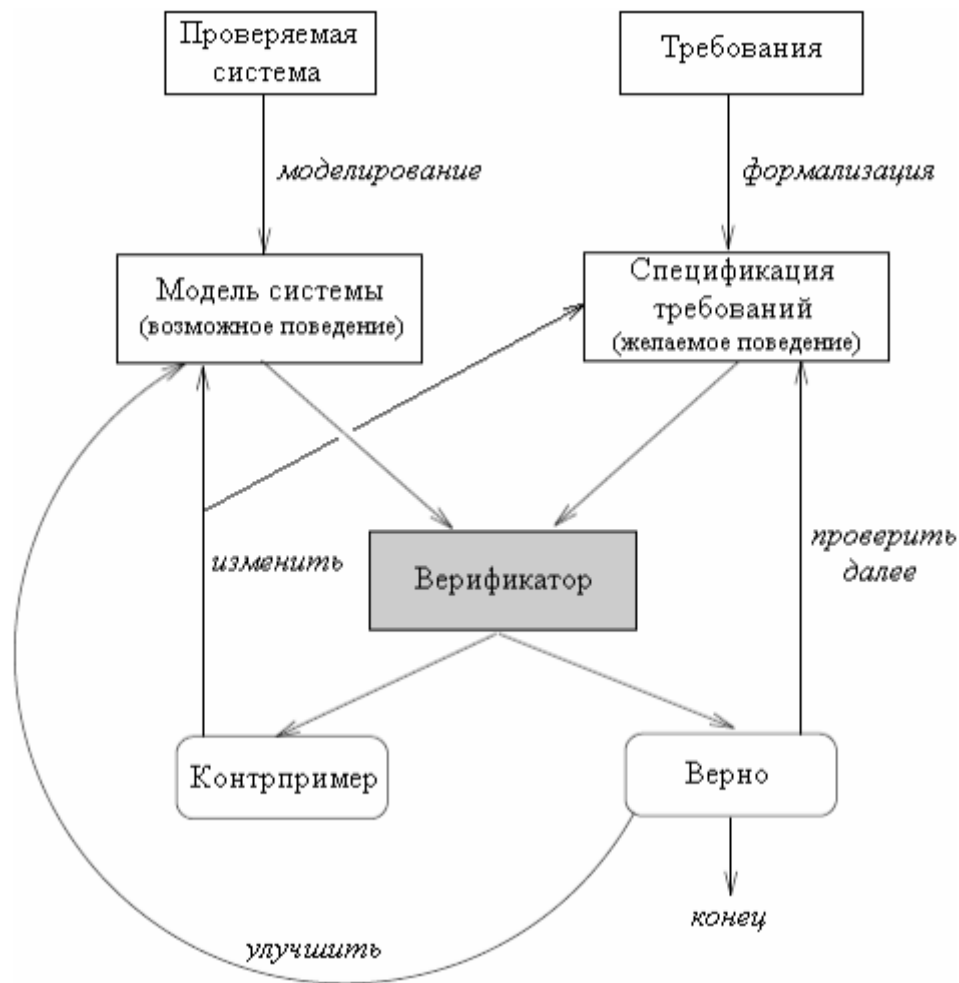 Проверяемая
система
Требования
моделирование
формализация
Модель системы
(возможное поведение)
Спецификация
требований
(желаемое поведение)
изменить
Верификатор
проверить
далее
Контрпример
Верно
конец
улучшить